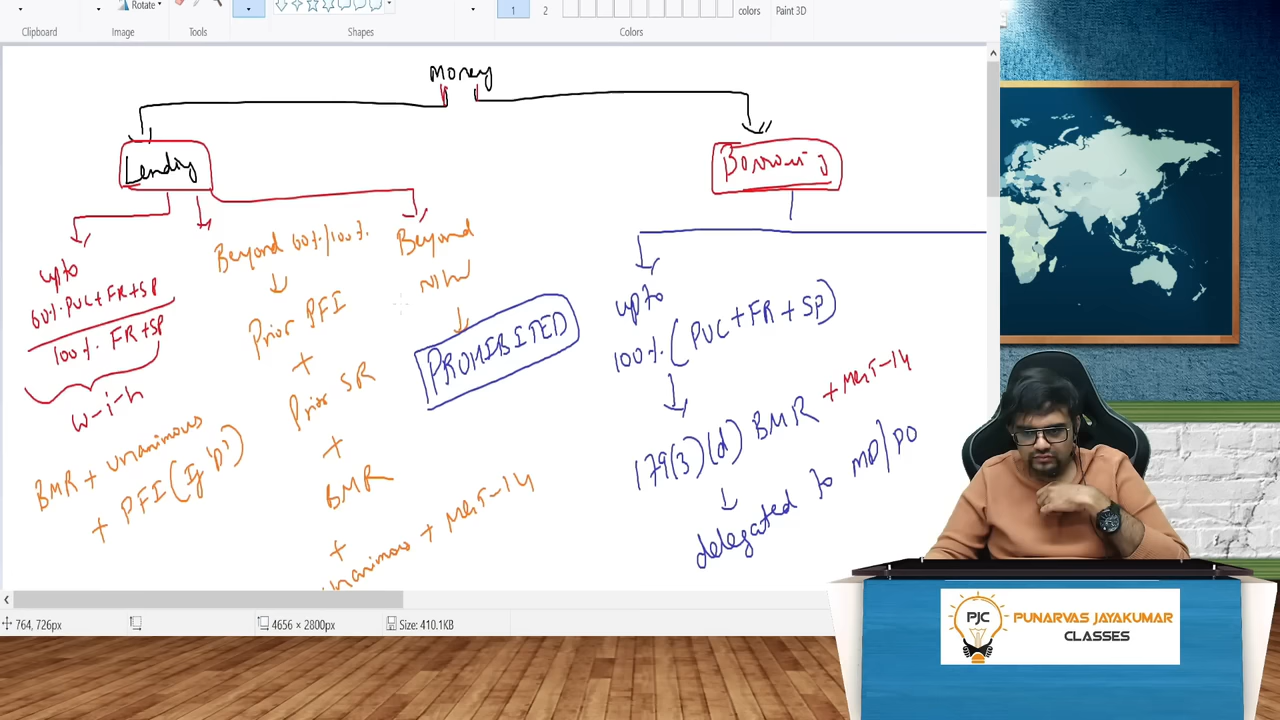 Rotate
1
2
colors
Paint 3D
Clipboard
Image
Tools
Shapes
Colors
Money
Lending
Borrowing
upto
60% PUC + FR + SP
100% FR + SP
w-i-h
BMR + unanimous
+ PFI (If 'D')
Beyond 60%/100%
Prior PFI
+
Prior SR
+
BMR
+
unanimous + MGT-14
Beyond
PROHIBITED
upto
100% (PUC + FR + SP)
179(3)(d) BMR + MGT-14
delegated to MD/PO
764, 726px
4656 × 2800px
Size: 410.1KB
PJC
PUNARVAS JAYAKUMAR
CLASSES